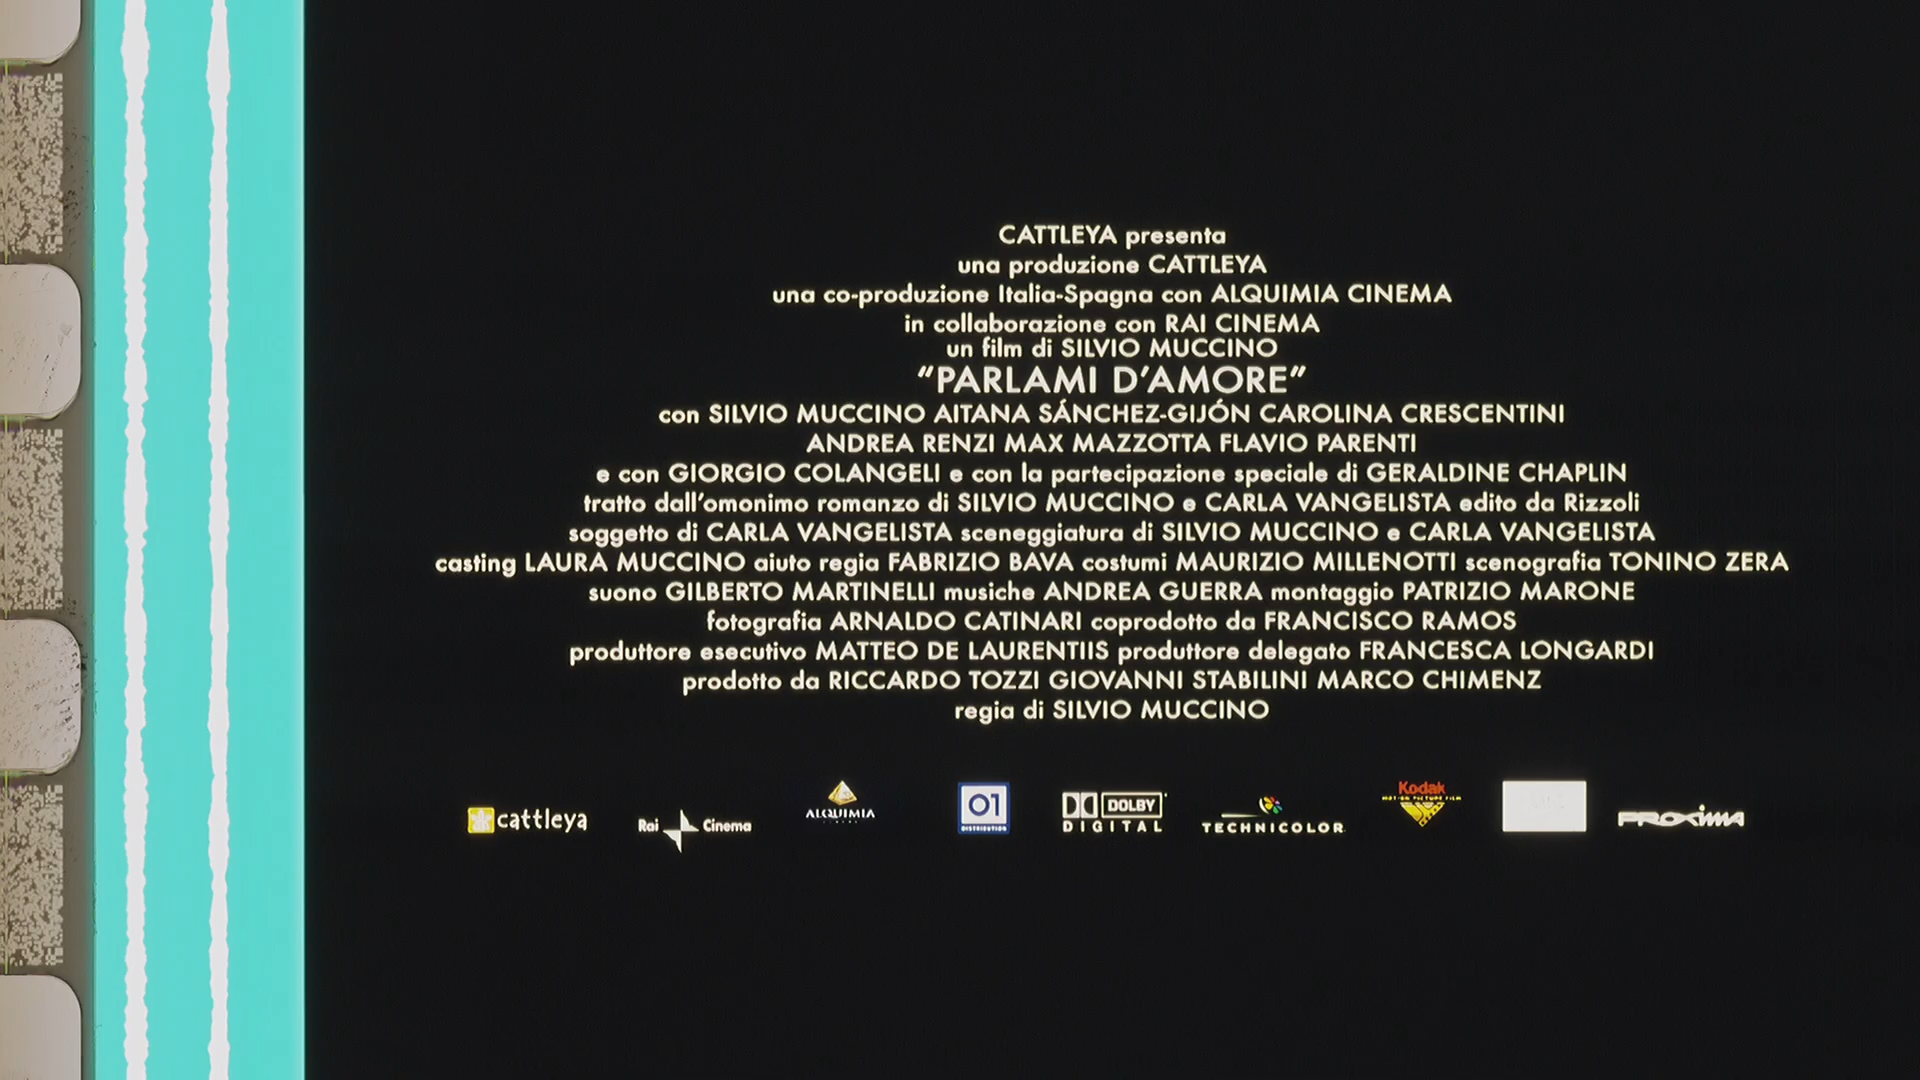 CATTLEYA presenta
una produzione CATTLEYA
una co-produzione Italia-Spagna con ALQUIMIA CINEMA
in collaborazione con RAI CINEMA
un film di SILVIO MUCCINO
“PARLAMI D’AMORE”
con SILVIO MUCCINO AITANA SÁNCHEZ-GIJÓN CAROLINA CRESCENTINI
ANDREA RENZI MAX MAZZOTTA FLAVIO PARENTI
e con GIORGIO COLANGELI e con la partecipazione speciale di GERALDINE CHAPLIN
tratto dall’omonimo romanzo di SILVIO MUCCINO e CARLA VANGELISTA edito da Rizzoli
soggetto di CARLA VANGELISTA sceneggiatura di SILVIO MUCCINO e CARLA VANGELISTA
casting LAURA MUCCINO aiuto regia FABRIZIO BAVA costumi MAURIZIO MILLENOTTI scenografia TONINO ZERA
suono GILBERTO MARTINELLI musiche ANDREA GUERRA montaggio PATRIZIO MARONE
fotografia ARNALDO CATINARI coprodotto da FRANCISCO RAMOS
produttore esecutivo MATTEO DE LAURENTIIS produttore delegato FRANCESCA LONGARDI
prodotto da RICCARDO TOZZI GIOVANNI STABILINI MARCO CHIMENZ
regia di SILVIO MUCCINO
cattleya
Rai Cinema
ALQUIMIA
01
DISTRIBUTION
DOLBY
DIGITAL
TECHNICOLOR
Kodak
MOTION PICTURE FILM
PROXIMA